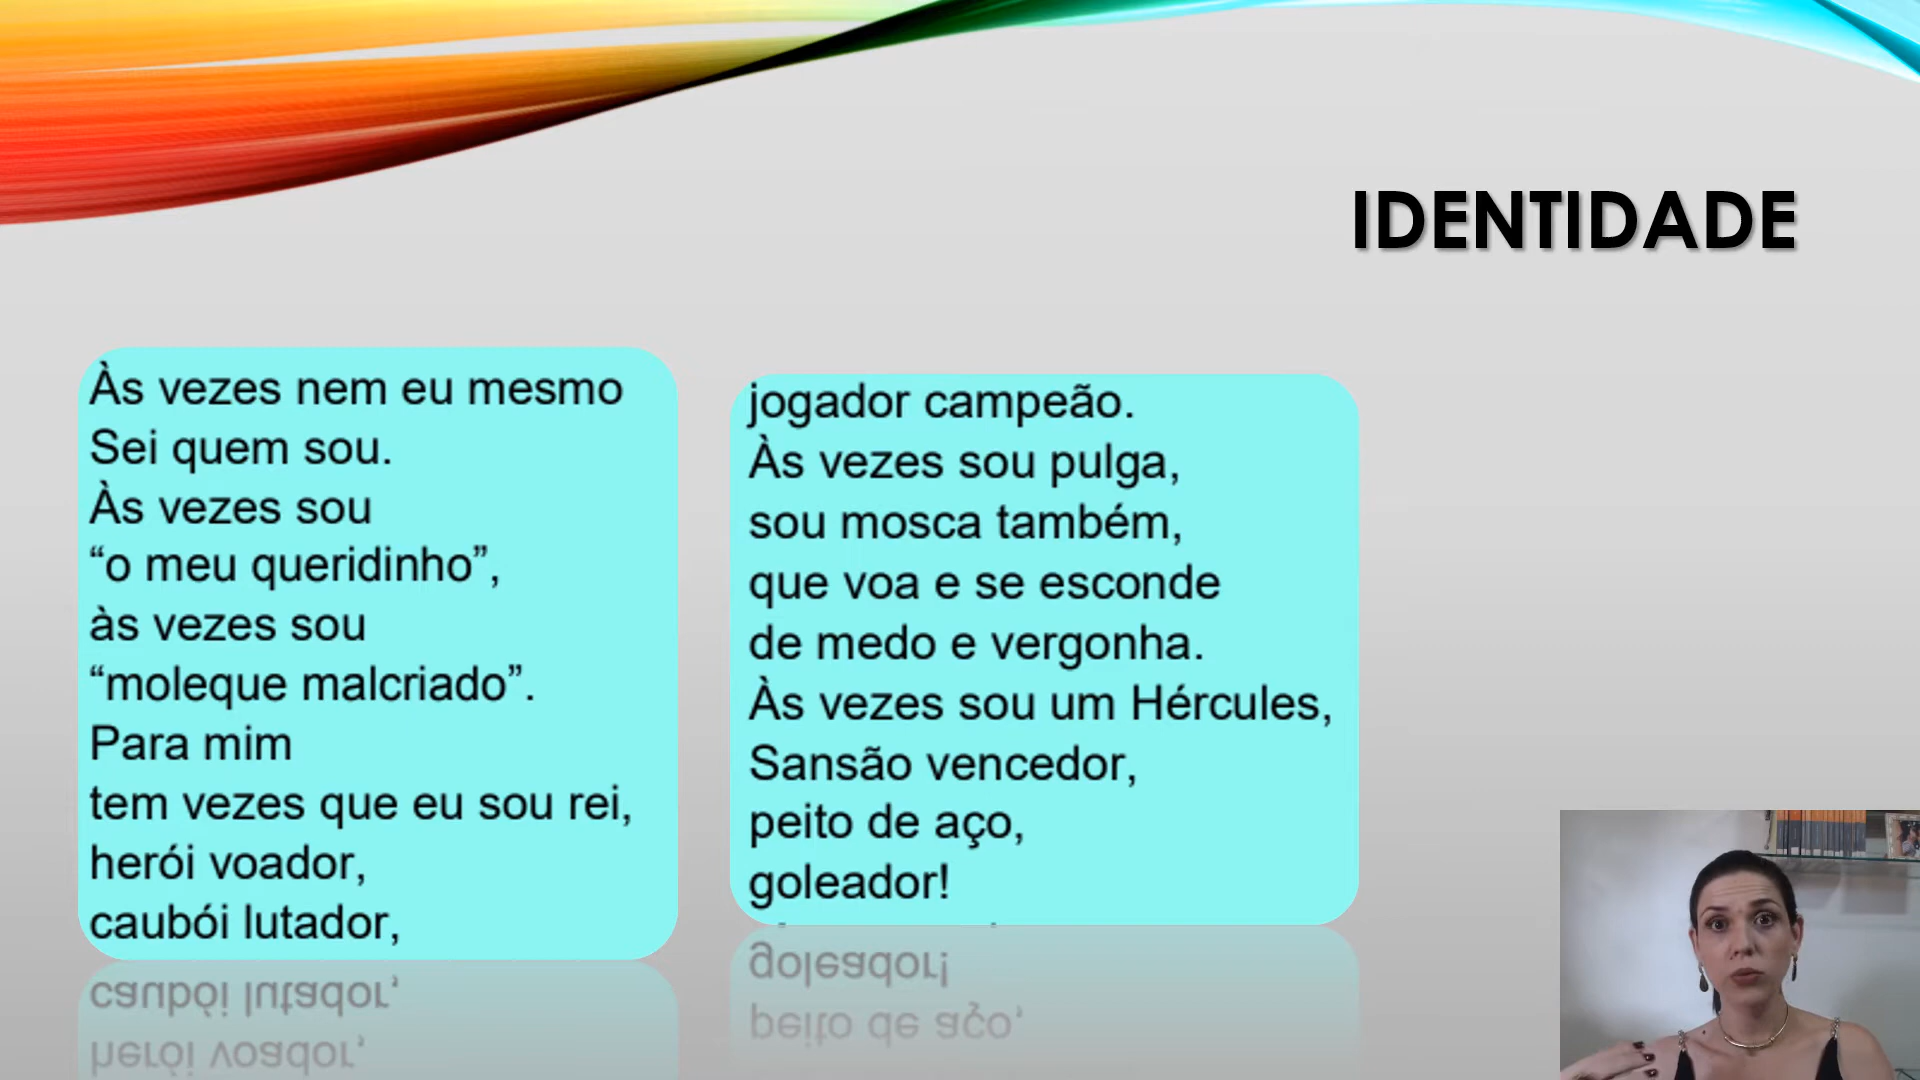 IDENTIDADE
Às vezes nem eu mesmo
Sei quem sou.
Às vezes sou
“o meu queridinho”,
às vezes sou
“moleque malcriado”.
Para mim
tem vezes que eu sou rei,
herói voador,
caubói lutador,
jogador campeão.
Às vezes sou pulga,
sou mosca também,
que voa e se esconde
de medo e vergonha.
Às vezes sou um Hércules,
Sansão vencedor,
peito de aço,
goleador!